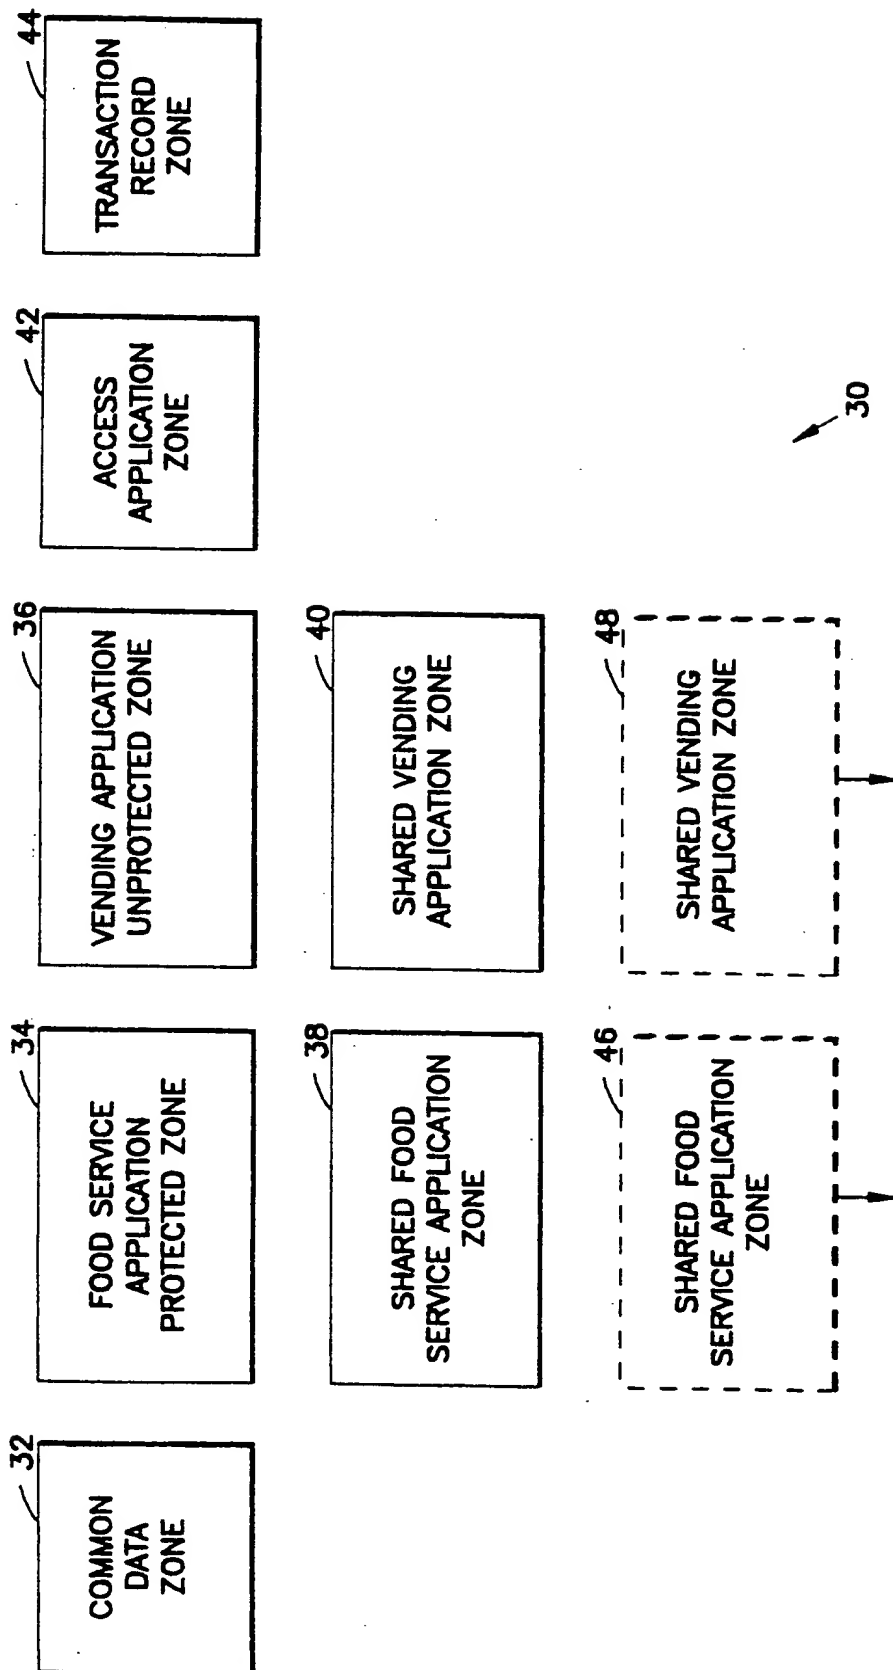 32
COMMON
DATA
ZONE
34
FOOD SERVICE
APPLICATION
PROTECTED ZONE
36
VENDING APPLICATION
UNPROTECTED ZONE
42
ACCESS
APPLICATION
ZONE
44
TRANSACTION
RECORD
ZONE
38
SHARED FOOD
SERVICE APPLICATION
ZONE
40
SHARED VENDING
APPLICATION ZONE
46
SHARED FOOD
SERVICE APPLICATION
ZONE
48
SHARED VENDING
APPLICATION ZONE
30